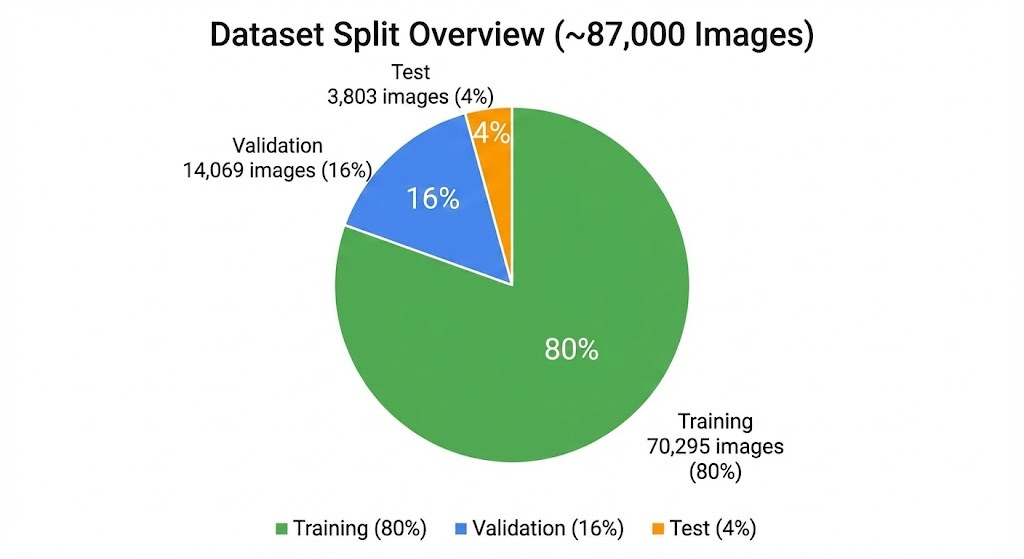 Dataset Split Overview (~87,000 Images)
Test
3,803 images (4%)
4%
Validation
14,069 images (16%)
16%
80%
Training
70,295 images
(80%)
Training (80%) Validation (16%) Test (4%)